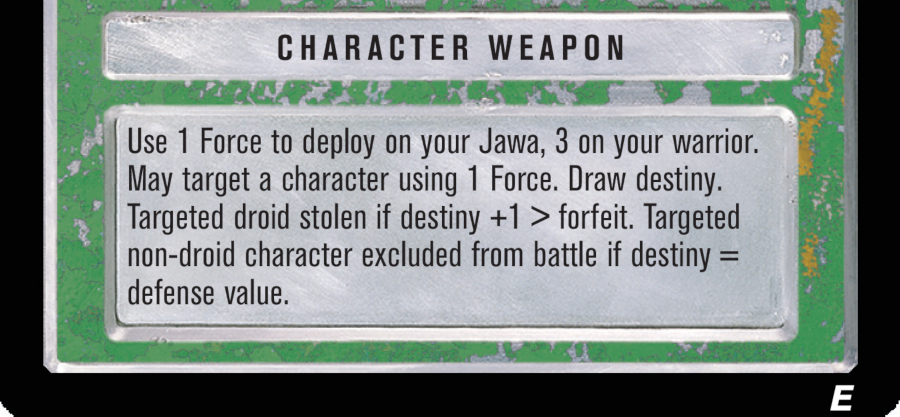 CHARACTER WEAPON
Use 1 Force to deploy on your Jawa, 3 on your warrior.
May target a character using 1 Force. Draw destiny.
Targeted droid stolen if destiny +1 > forfeit. Targeted
non-droid character excluded from battle if destiny =
defense value.
E